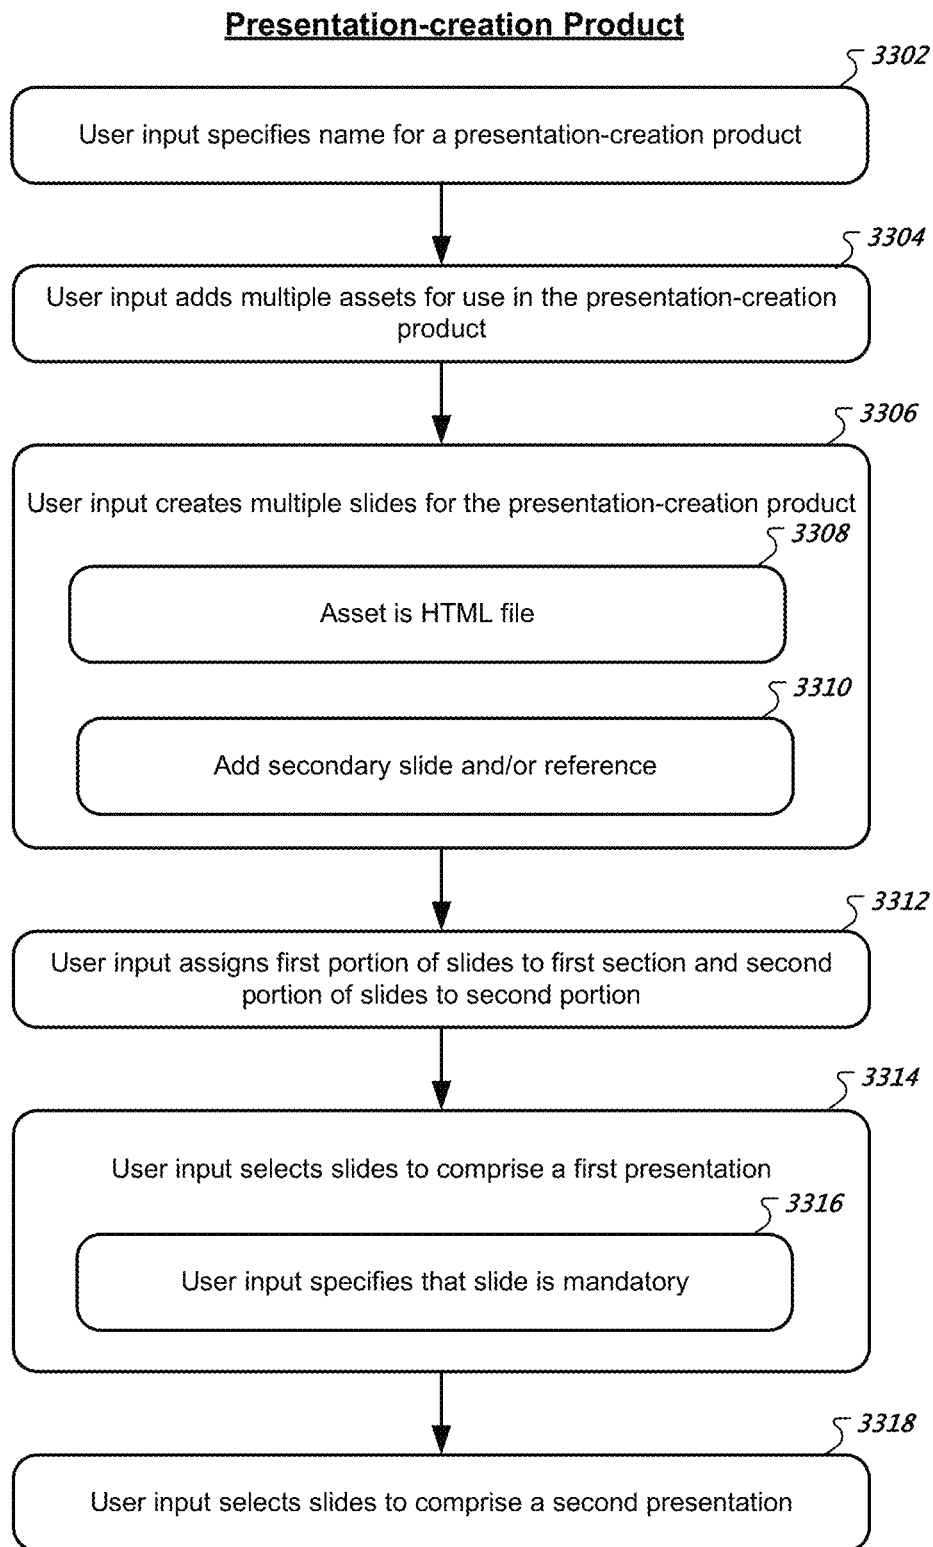 Presentation-creation Product
3302
User input specifies name for a presentation-creation product
3304
User input adds multiple assets for use in the presentation-creation
product
3306
User input creates multiple slides for the presentation-creation product
3308
Asset is HTML file
3310
Add secondary slide and/or reference
3312
User input assigns first portion of slides to first section and second
portion of slides to second portion
3314
User input selects slides to comprise a first presentation
3316
User input specifies that slide is mandatory
3318
User input selects slides to comprise a second presentation